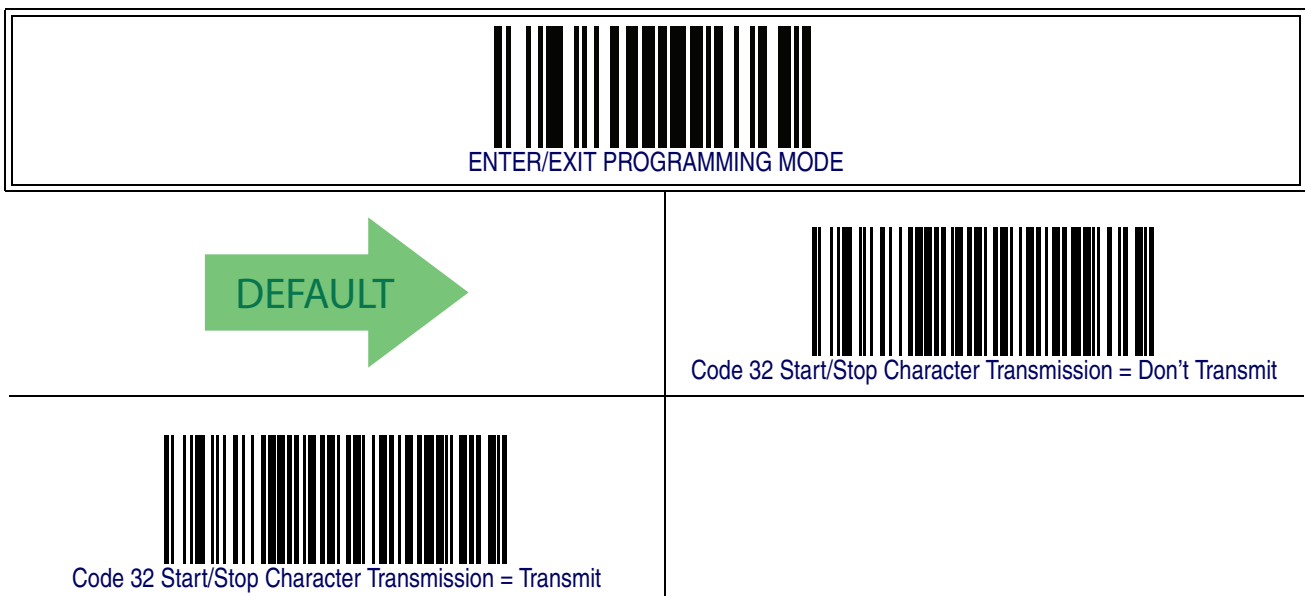 ENTER/EXIT PROGRAMMING MODE
DEFAULT
Code 32 Start/Stop Character Transmission = Don't Transmit
Code 32 Start/Stop Character Transmission = Transmit